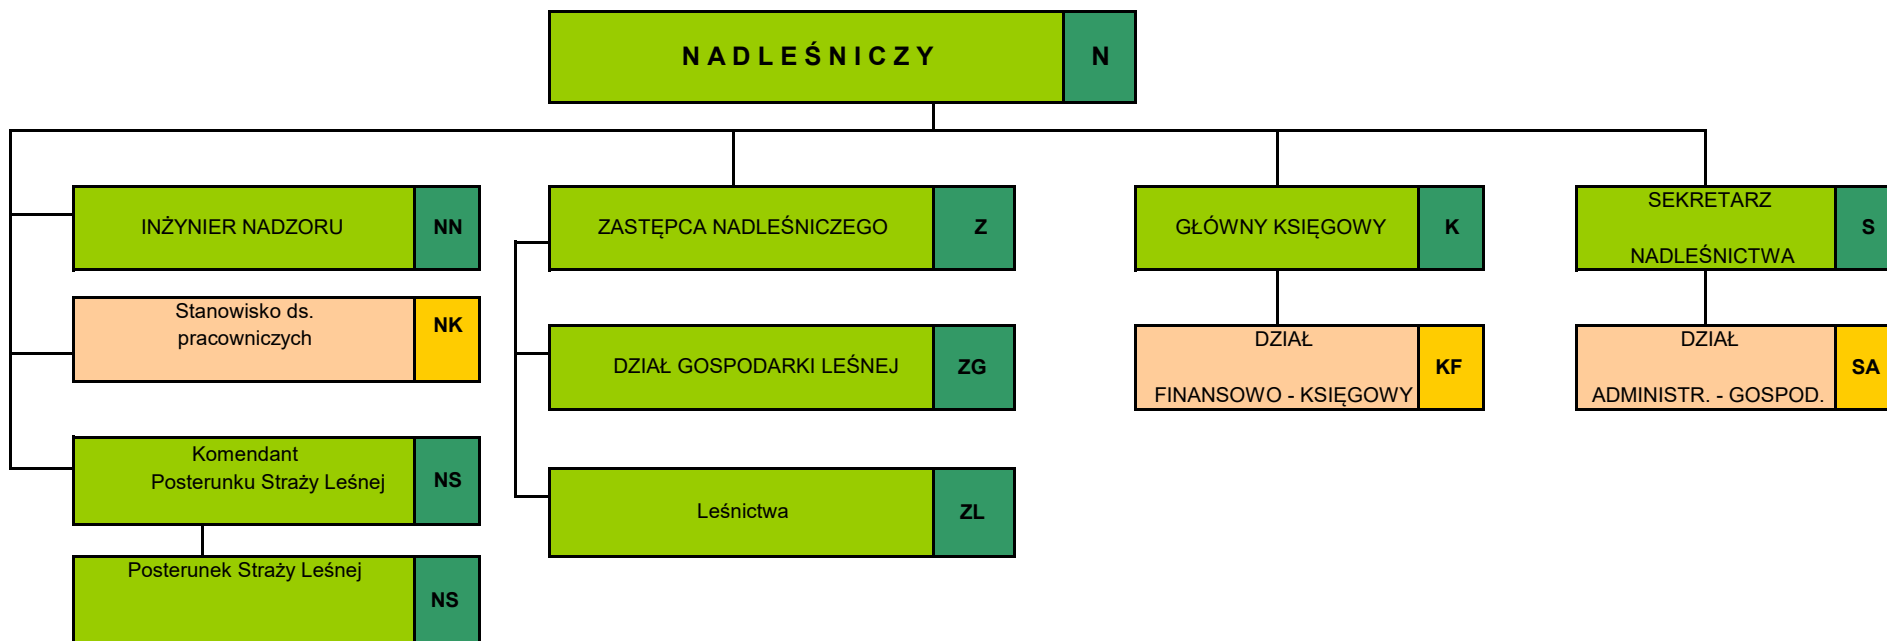 NADLEŚNICZY
N
INŻYNIER NADZORU
NN
ZASTĘPCA NADLEŚNICZEGO
Z
GŁÓWNY KSIĘGOWY
K
SEKRETARZ
NADLEŚNICTWA
S
Stanowisko ds.
pracowniczych
NK
DZIAŁ GOSPODARKI LEŚNEJ
ZG
DZIAŁ
FINANSOWO - KSIĘGOWY
KF
DZIAŁ
ADMINISTR. - GOSPOD.
SA
Komendant
Posterunku Straży Leśnej
NS
Leśnictwa
ZL
Posterunek Straży Leśnej
NS